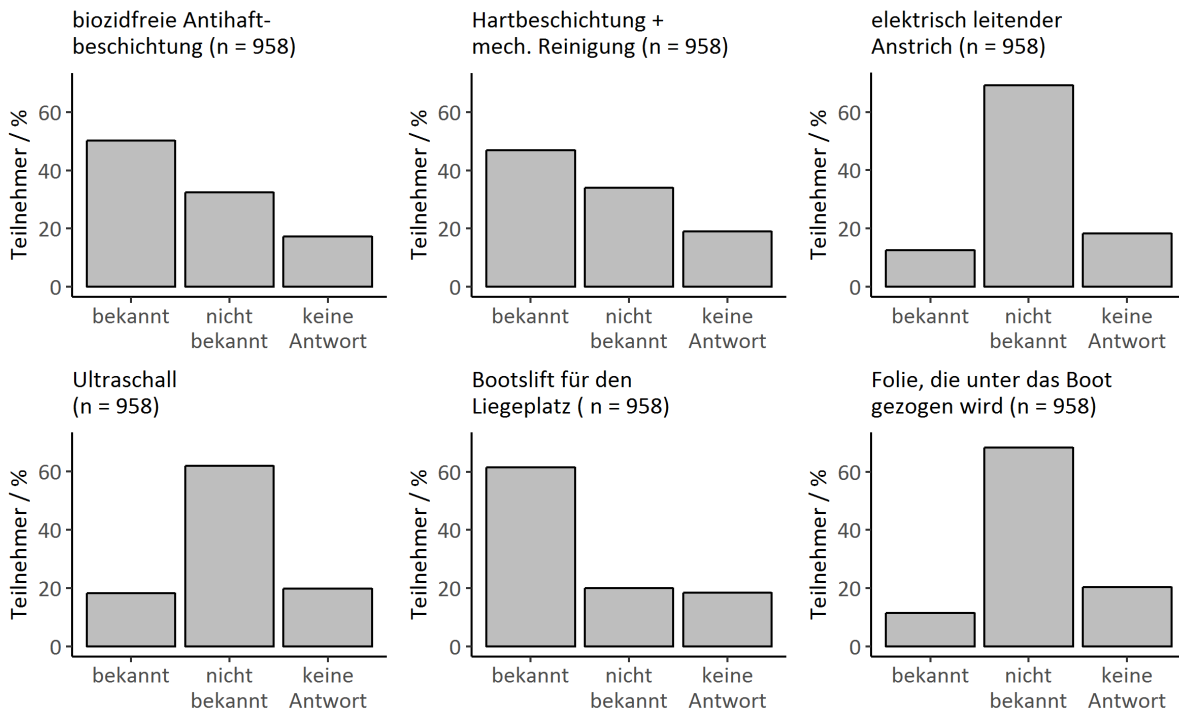 biozidfreie Antihaft-
beschichtung (n = 958)
Teilnehmer / %
60
40
20
0
bekannt
nicht
bekannt
keine
Antwort
Hartbeschichtung +
mech. Reinigung (n = 958)
Teilnehmer / %
60
40
20
0
bekannt
nicht
bekannt
keine
Antwort
elektrisch leitender
Anstrich (n = 958)
Teilnehmer / %
60
40
20
0
bekannt
nicht
bekannt
keine
Antwort
Ultraschall
(n = 958)
Teilnehmer / %
60
40
20
0
bekannt
nicht
bekannt
keine
Antwort
Bootslift für den
Liegeplatz ( n = 958)
Teilnehmer / %
60
40
20
0
bekannt
nicht
bekannt
keine
Antwort
Folie, die unter das Boot
gezogen wird (n = 958)
Teilnehmer / %
60
40
20
0
bekannt
nicht
bekannt
keine
Antwort